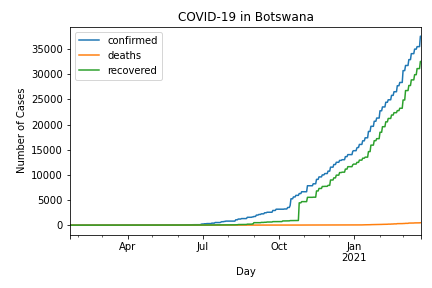 COVID-19 in Botswana
confirmed
deaths
recovered
Number of Cases
35000
30000
25000
20000
15000
10000
5000
0
Apr
Jul
Oct
Jan
2021
Day